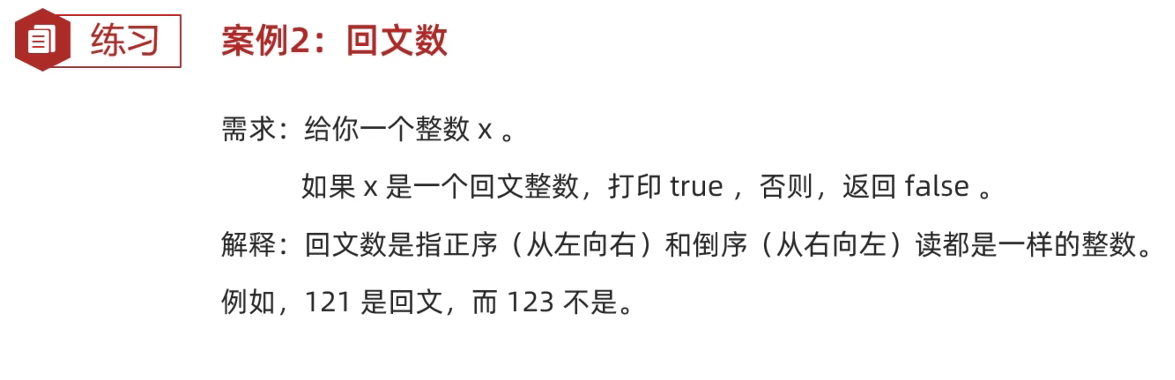 练习
案例2：回文数
需求：给你一个整数 x 。
如果 x 是一个回文整数，打印 true ，否则，返回 false 。
解释：回文数是指正序（从左向右）和倒序（从右向左）读都是一样的整数。
例如，121 是回文，而 123 不是。